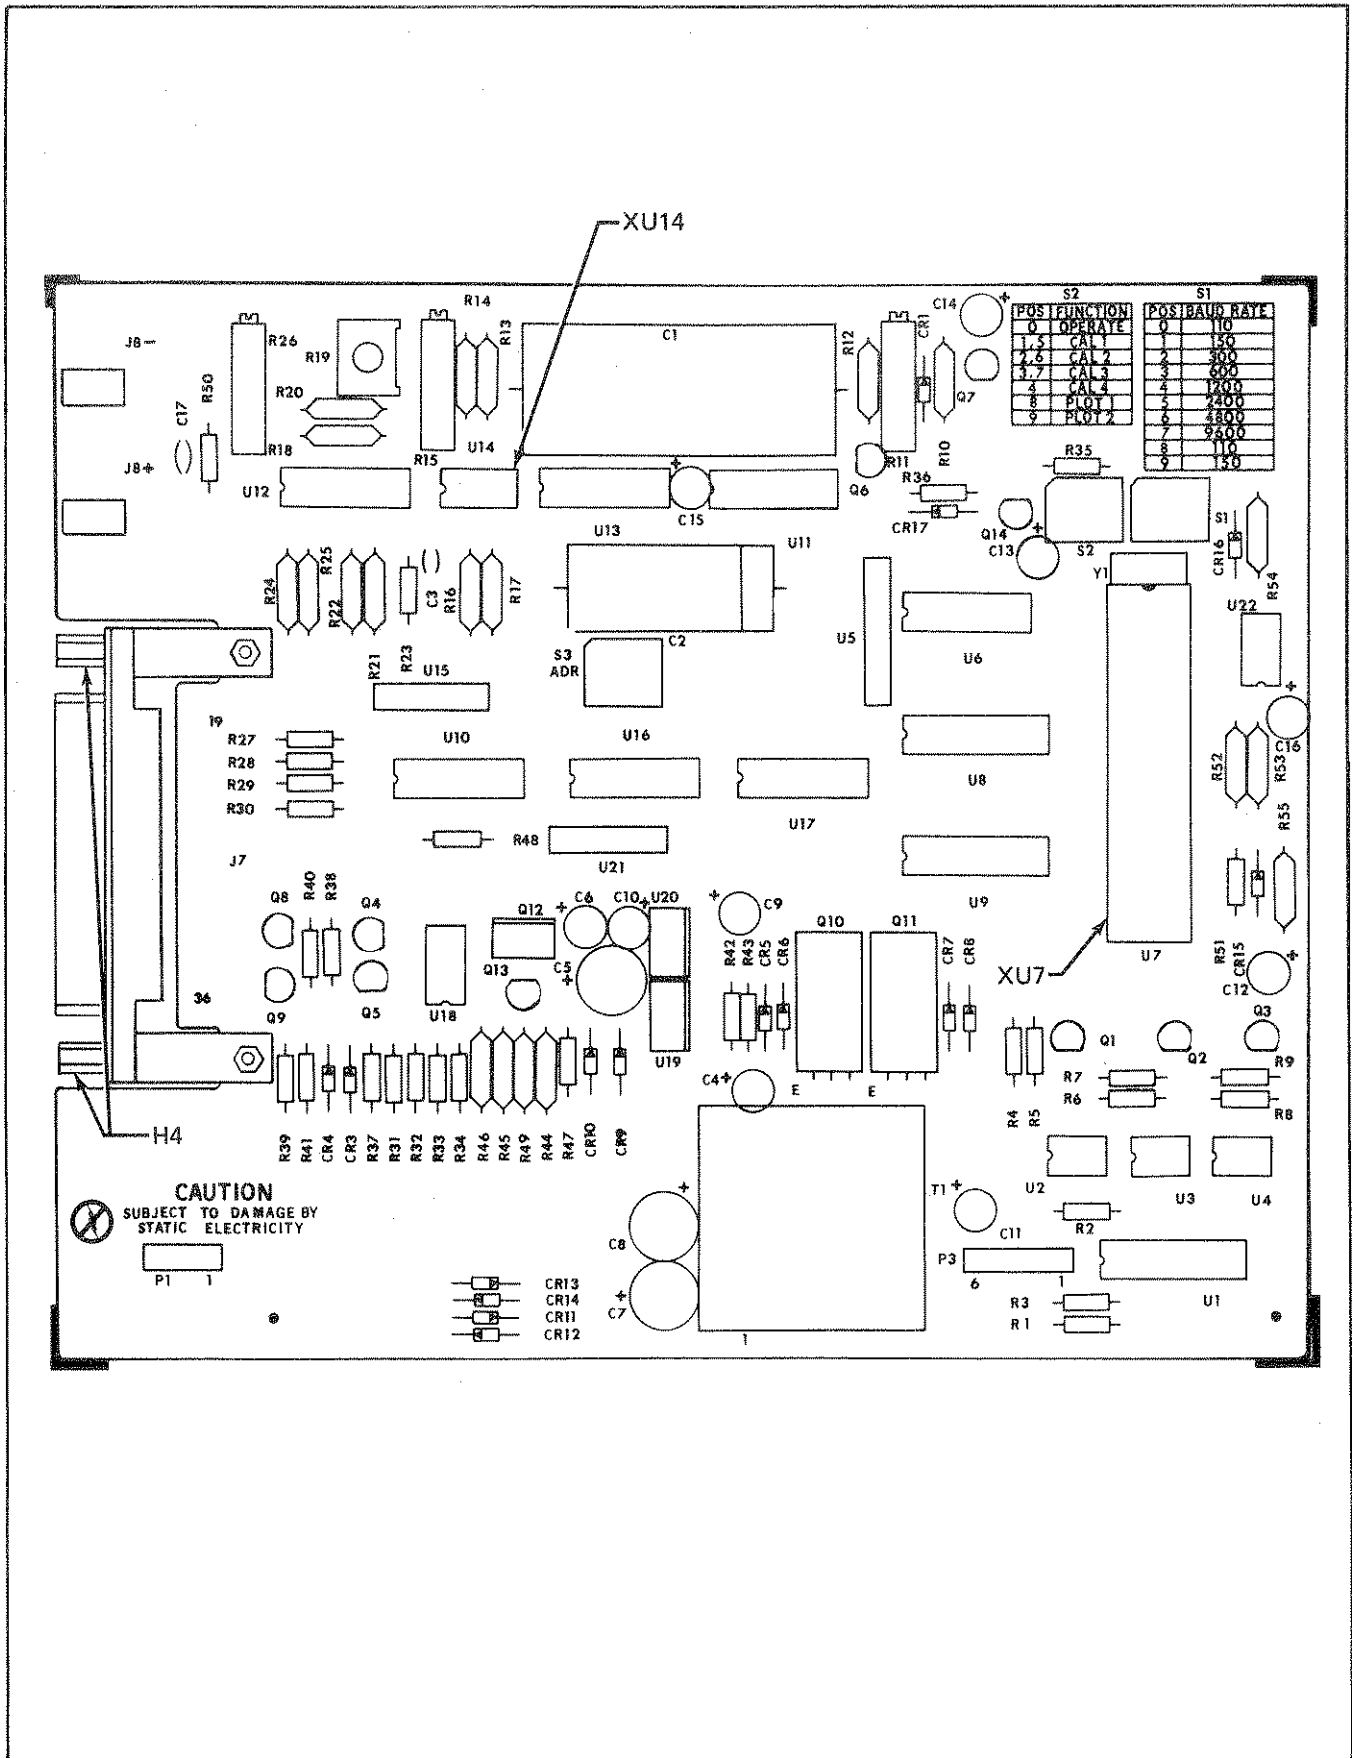 XU14
R14
R13
C1
R12
CR1
C14
+
S2
S1
POS FUNCTION
0 OPERATE
1,5 CAL 1
2,6 CAL 2
3,7 CAL 3
4 CAL 4
8 PLOT 1
9 PLOT 2
POS BAUD RATE
0 110
1 150
2 300
3 600
4 1200
5 2400
6 4800
7 9600
8 110
9 150
J8-
R26
R19
R50
R20
C17
Q7
R18
U14
R15
R11
R10
R35
J8+
U12
+
C15
Q6
R36
CR17
U13
U11
Q14
+
C13
S2
S1
CR16
R54
Y1
R24
R25
R22
C3
R16
R17
U22
R21
R23
U15
S3
ADR
C2
U5
U6
+
C16
19
R27
R28
R29
R30
U10
U16
U8
R52
R53
R48
U21
U17
R55
J7
Q8
R40
R38
Q4
Q12
+
C6
C10
+
U20
+
C9
Q10
Q11
U9
R42
R43
CR5
CR6
CR7
CR8
XU7
U7
R51
CR15
+
C12
36
Q9
Q5
U18
Q13
C5
+
U19
Q1
Q2
Q3
C4
+
E
E
R4
R5
R7
R6
R9
R8
H4
R39
R41
CR4
CR3
R37
R31
R32
R33
R34
R46
R45
R49
R44
R47
CR10
CR9
CAUTION
SUBJECT TO DAMAGE BY
STATIC ELECTRICITY
+
C8
T1
+
C11
U2
U3
U4
R2
P1 1
P3
6 1
U1
CR13
CR14
CR11
CR12
+
C7
R3
R1
1